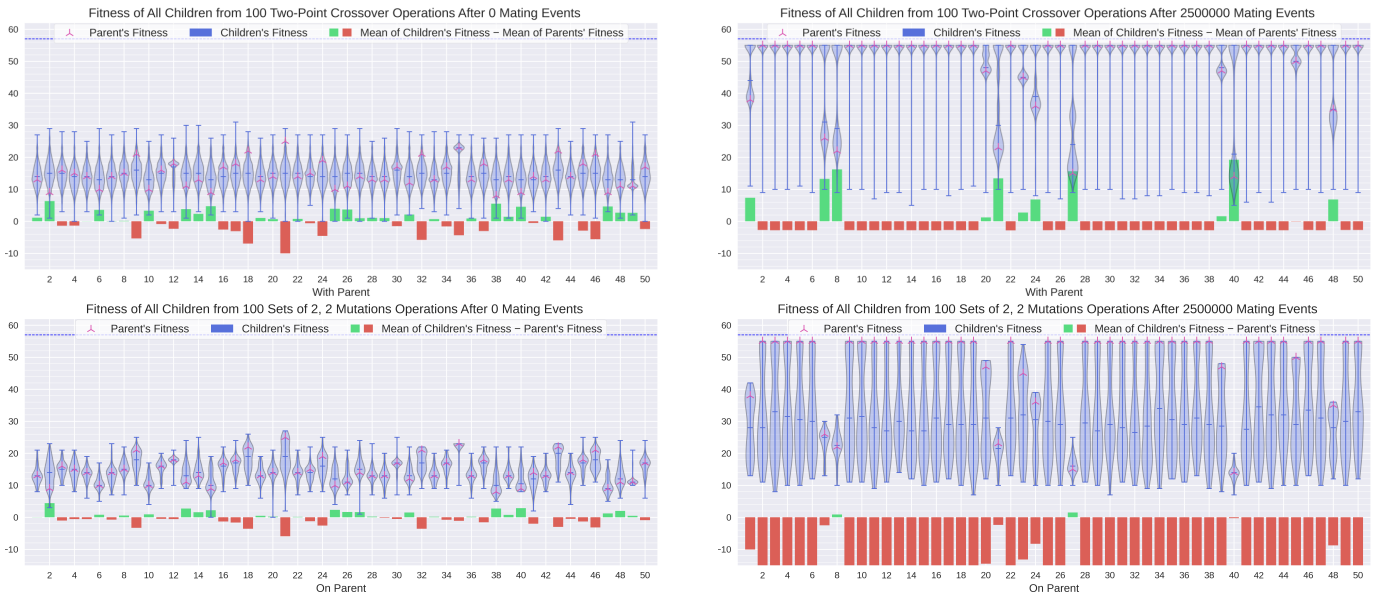 Fitness of All Children from 100 Two-Point Crossover Operations After 0 Mating Events
Parent's Fitness
Children's Fitness
Mean of Children's Fitness − Mean of Parents' Fitness
60
50
40
30
20
10
0
-10
2 4 6 8 10 12 14 16 18 20 22 24 26 28 30 32 34 36 38 40 42 44 46 48 50
With Parent
Fitness of All Children from 100 Two-Point Crossover Operations After 2500000 Mating Events
Parent's Fitness
Children's Fitness
Mean of Children's Fitness − Mean of Parents' Fitness
60
50
40
30
20
10
0
-10
2 4 6 8 10 12 14 16 18 20 22 24 26 28 30 32 34 36 38 40 42 44 46 48 50
With Parent
Fitness of All Children from 100 Sets of 2, 2 Mutations Operations After 0 Mating Events
Parent's Fitness
Children's Fitness
Mean of Children's Fitness − Parent's Fitness
60
50
40
30
20
10
0
-10
2 4 6 8 10 12 14 16 18 20 22 24 26 28 30 32 34 36 38 40 42 44 46 48 50
On Parent
Fitness of All Children from 100 Sets of 2, 2 Mutations Operations After 2500000 Mating Events
Parent's Fitness
Children's Fitness
Mean of Children's Fitness − Parent's Fitness
60
50
40
30
20
10
0
-10
2 4 6 8 10 12 14 16 18 20 22 24 26 28 30 32 34 36 38 40 42 44 46 48 50
On Parent